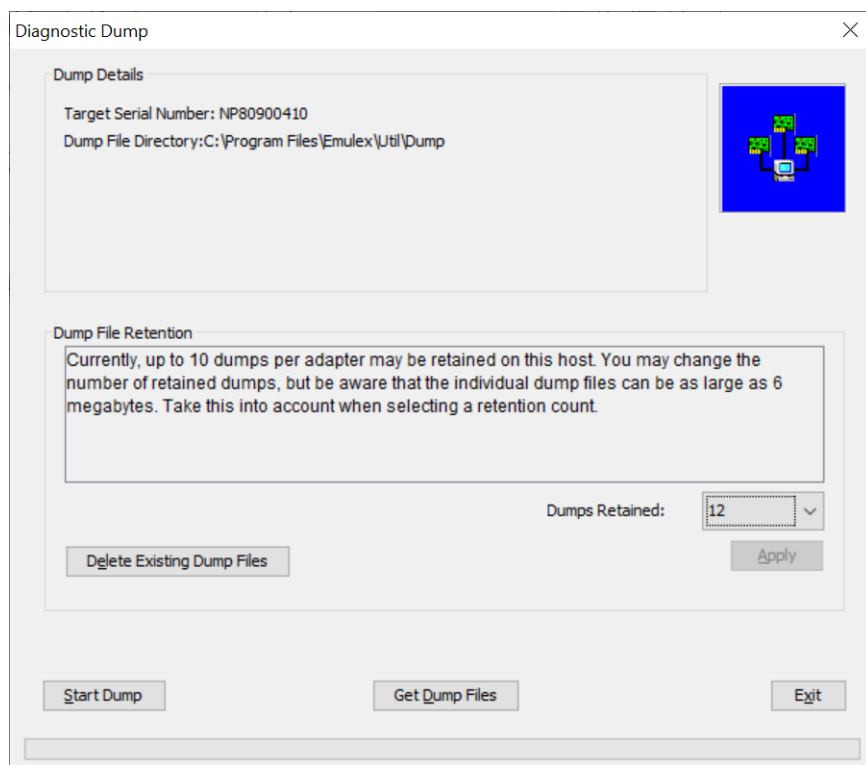 Diagnostic Dump
Dump Details
Target Serial Number: NP80900410
Dump File Directory:C:\Program Files\Emulex\Util\Dump
Dump File Retention
Currently, up to 10 dumps per adapter may be retained on this host. You may change the
number of retained dumps, but be aware that the individual dump files can be as large as 6
megabytes. Take this into account when selecting a retention count.
Dumps Retained: 12
Delete Existing Dump Files
Apply
Start Dump
Get Dump Files
Exit